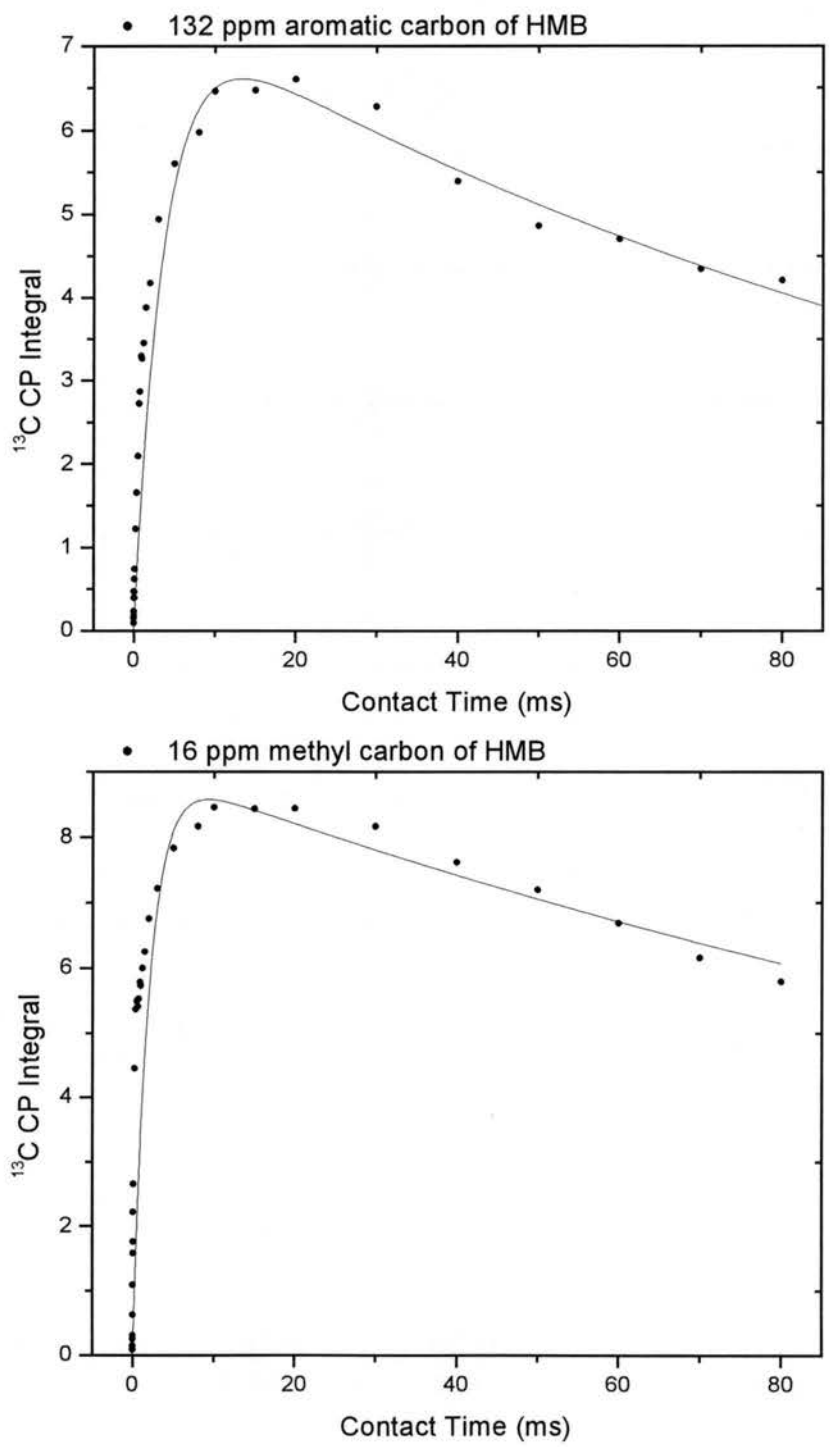 132 ppm aromatic carbon of HMB
7
6
5
4
3
2
1
0
¹³C CP Integral
0 20 40 60 80
Contact Time (ms)
16 ppm methyl carbon of HMB
8
6
4
2
0
¹³C CP Integral
0 20 40 60 80
Contact Time (ms)